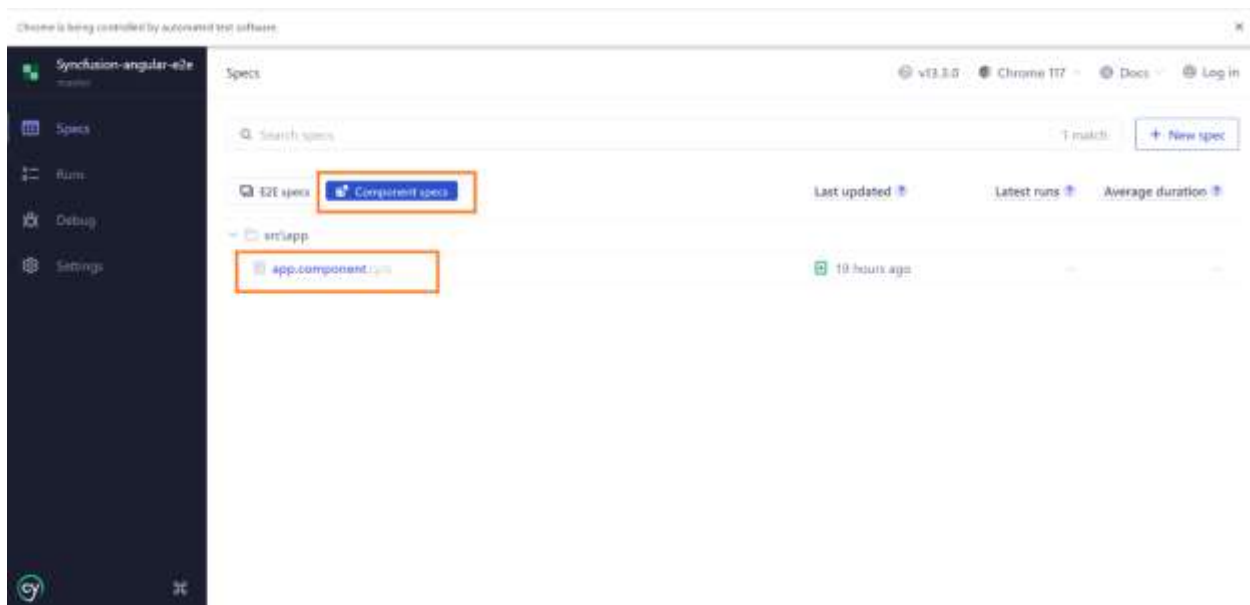 Chrome is being controlled by automated test software.
Syncfusion-angular-e2e
master
Specs
Runs
Debug
Settings
cy
Specs
v13.3.0
Chrome 117
Docs
Log in
Search specs
1 match
+ New spec
E2E specs
Component specs
Last updated
Latest runs
Average duration
src\app
app.component
19 hours ago